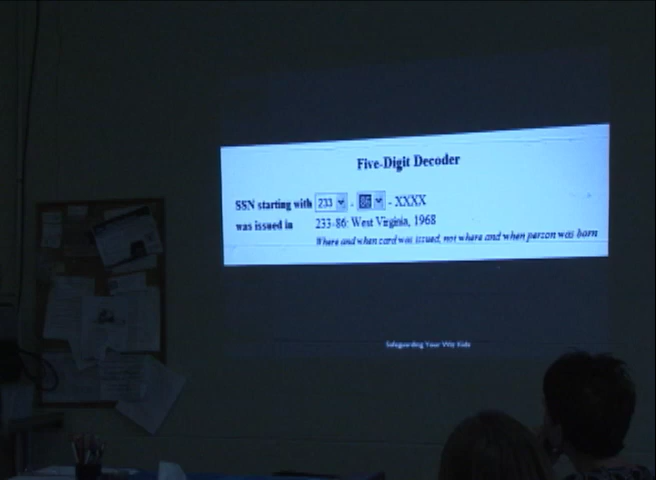 Five-Digit Decoder
SSN starting with 233 - 86 - XXXX
was issued in 233-86: West Virginia, 1968
Where and when card was issued, not where and when person was born
Safeguarding Your Wiz Kids